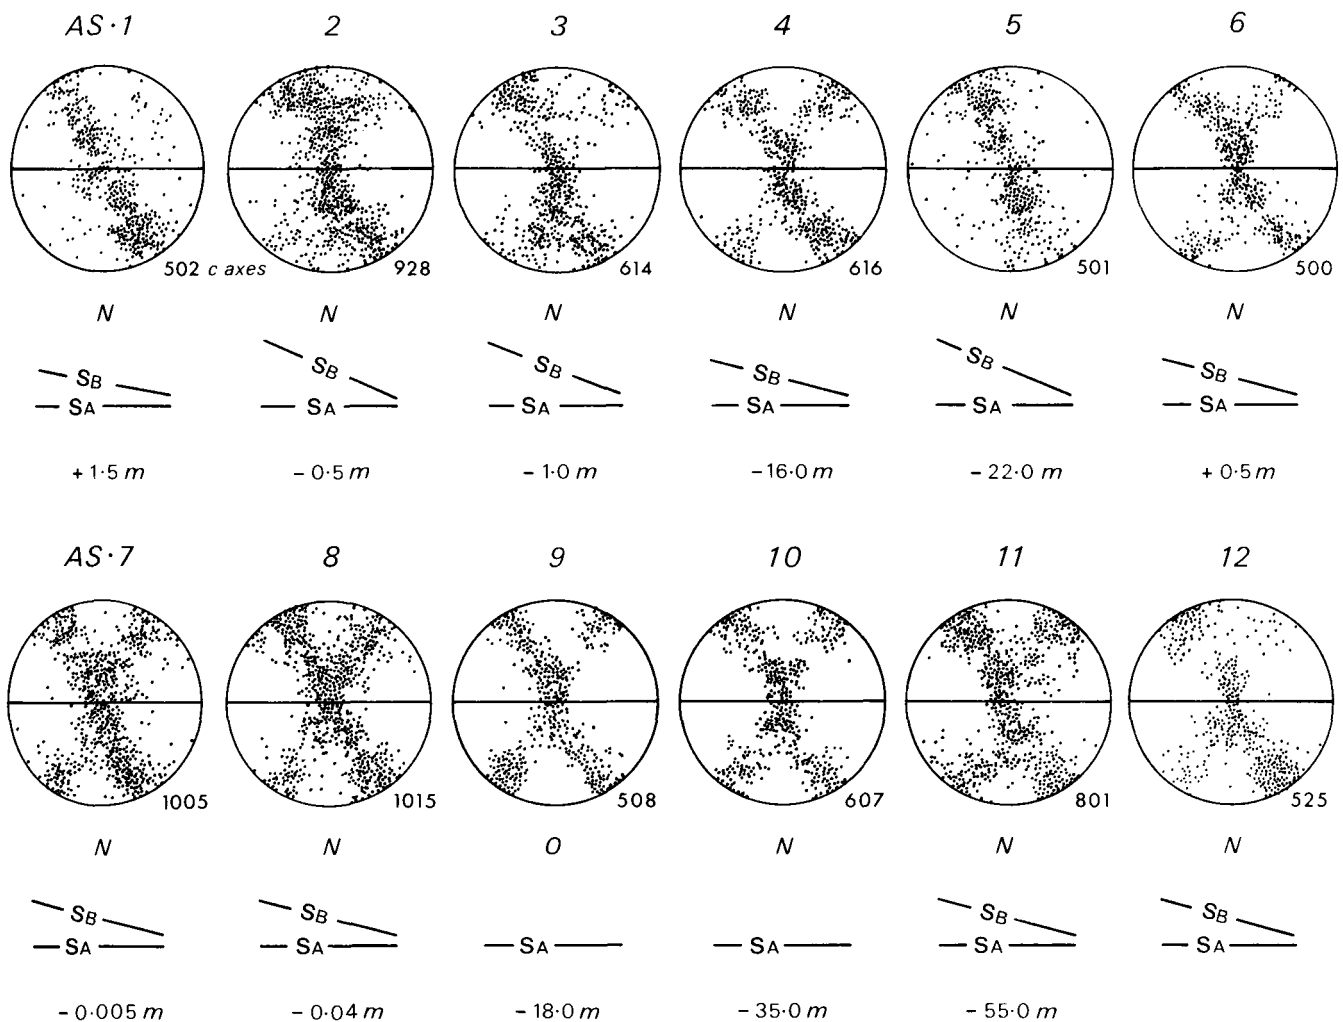 AS·1 2 3 4 5 6
502 c axes 928 614 616 501 500
N N N N N N
SB SB SB SB SB SB
SA SA SA SA SA SA
+ 1·5 m - 0·5 m - 1·0 m -16·0 m - 22·0 m + 0·5 m
AS·7 8 9 10 11 12
1005 1015 508 607 801 525
N N O N N N
SB SB SB SB
SA SA SA SA SA SA
- 0·005 m - 0·04 m - 18·0 m - 35·0 m - 55·0 m